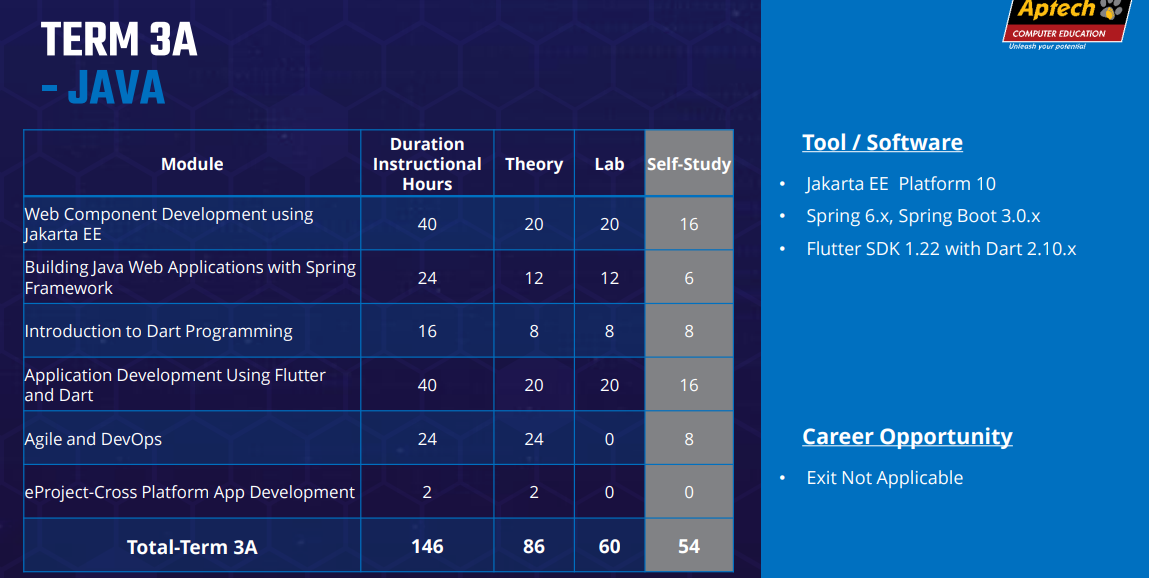 TERM 3A
- JAVA
Aptech
COMPUTER EDUCATION
Unleash your potential
Module
Duration
Instructional
Hours
Theory
Lab
Self-Study
Web Component Development using
Jakarta EE
40
20
20
16
Building Java Web Applications with Spring
Framework
24
12
12
6
Introduction to Dart Programming
16
8
8
8
Application Development Using Flutter
and Dart
40
20
20
16
Agile and DevOps
24
24
0
8
eProject-Cross Platform App Development
2
2
0
0
Total-Term 3A
146
86
60
54
Tool / Software
• Jakarta EE Platform 10
• Spring 6.x, Spring Boot 3.0.x
• Flutter SDK 1.22 with Dart 2.10.x
Career Opportunity
• Exit Not Applicable